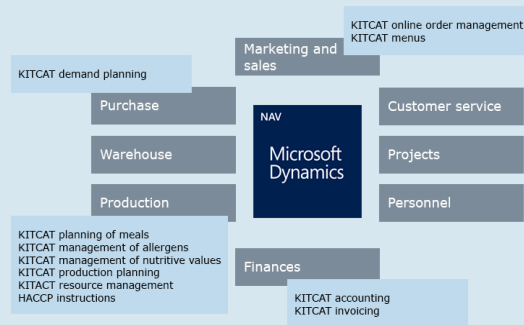 KITCAT online order management
KITCAT menus
Marketing and
sales
KITCAT demand planning
Purchase
Customer service
NAV
Microsoft
Dynamics
Warehouse
Projects
Production
Personnel
KITCAT planning of meals
KITCAT management of allergens
KITCAT management of nutritive values
KITCAT production planning
KITACT resource management
HACCP instructions
Finances
KITCAT accounting
KITCAT invoicing